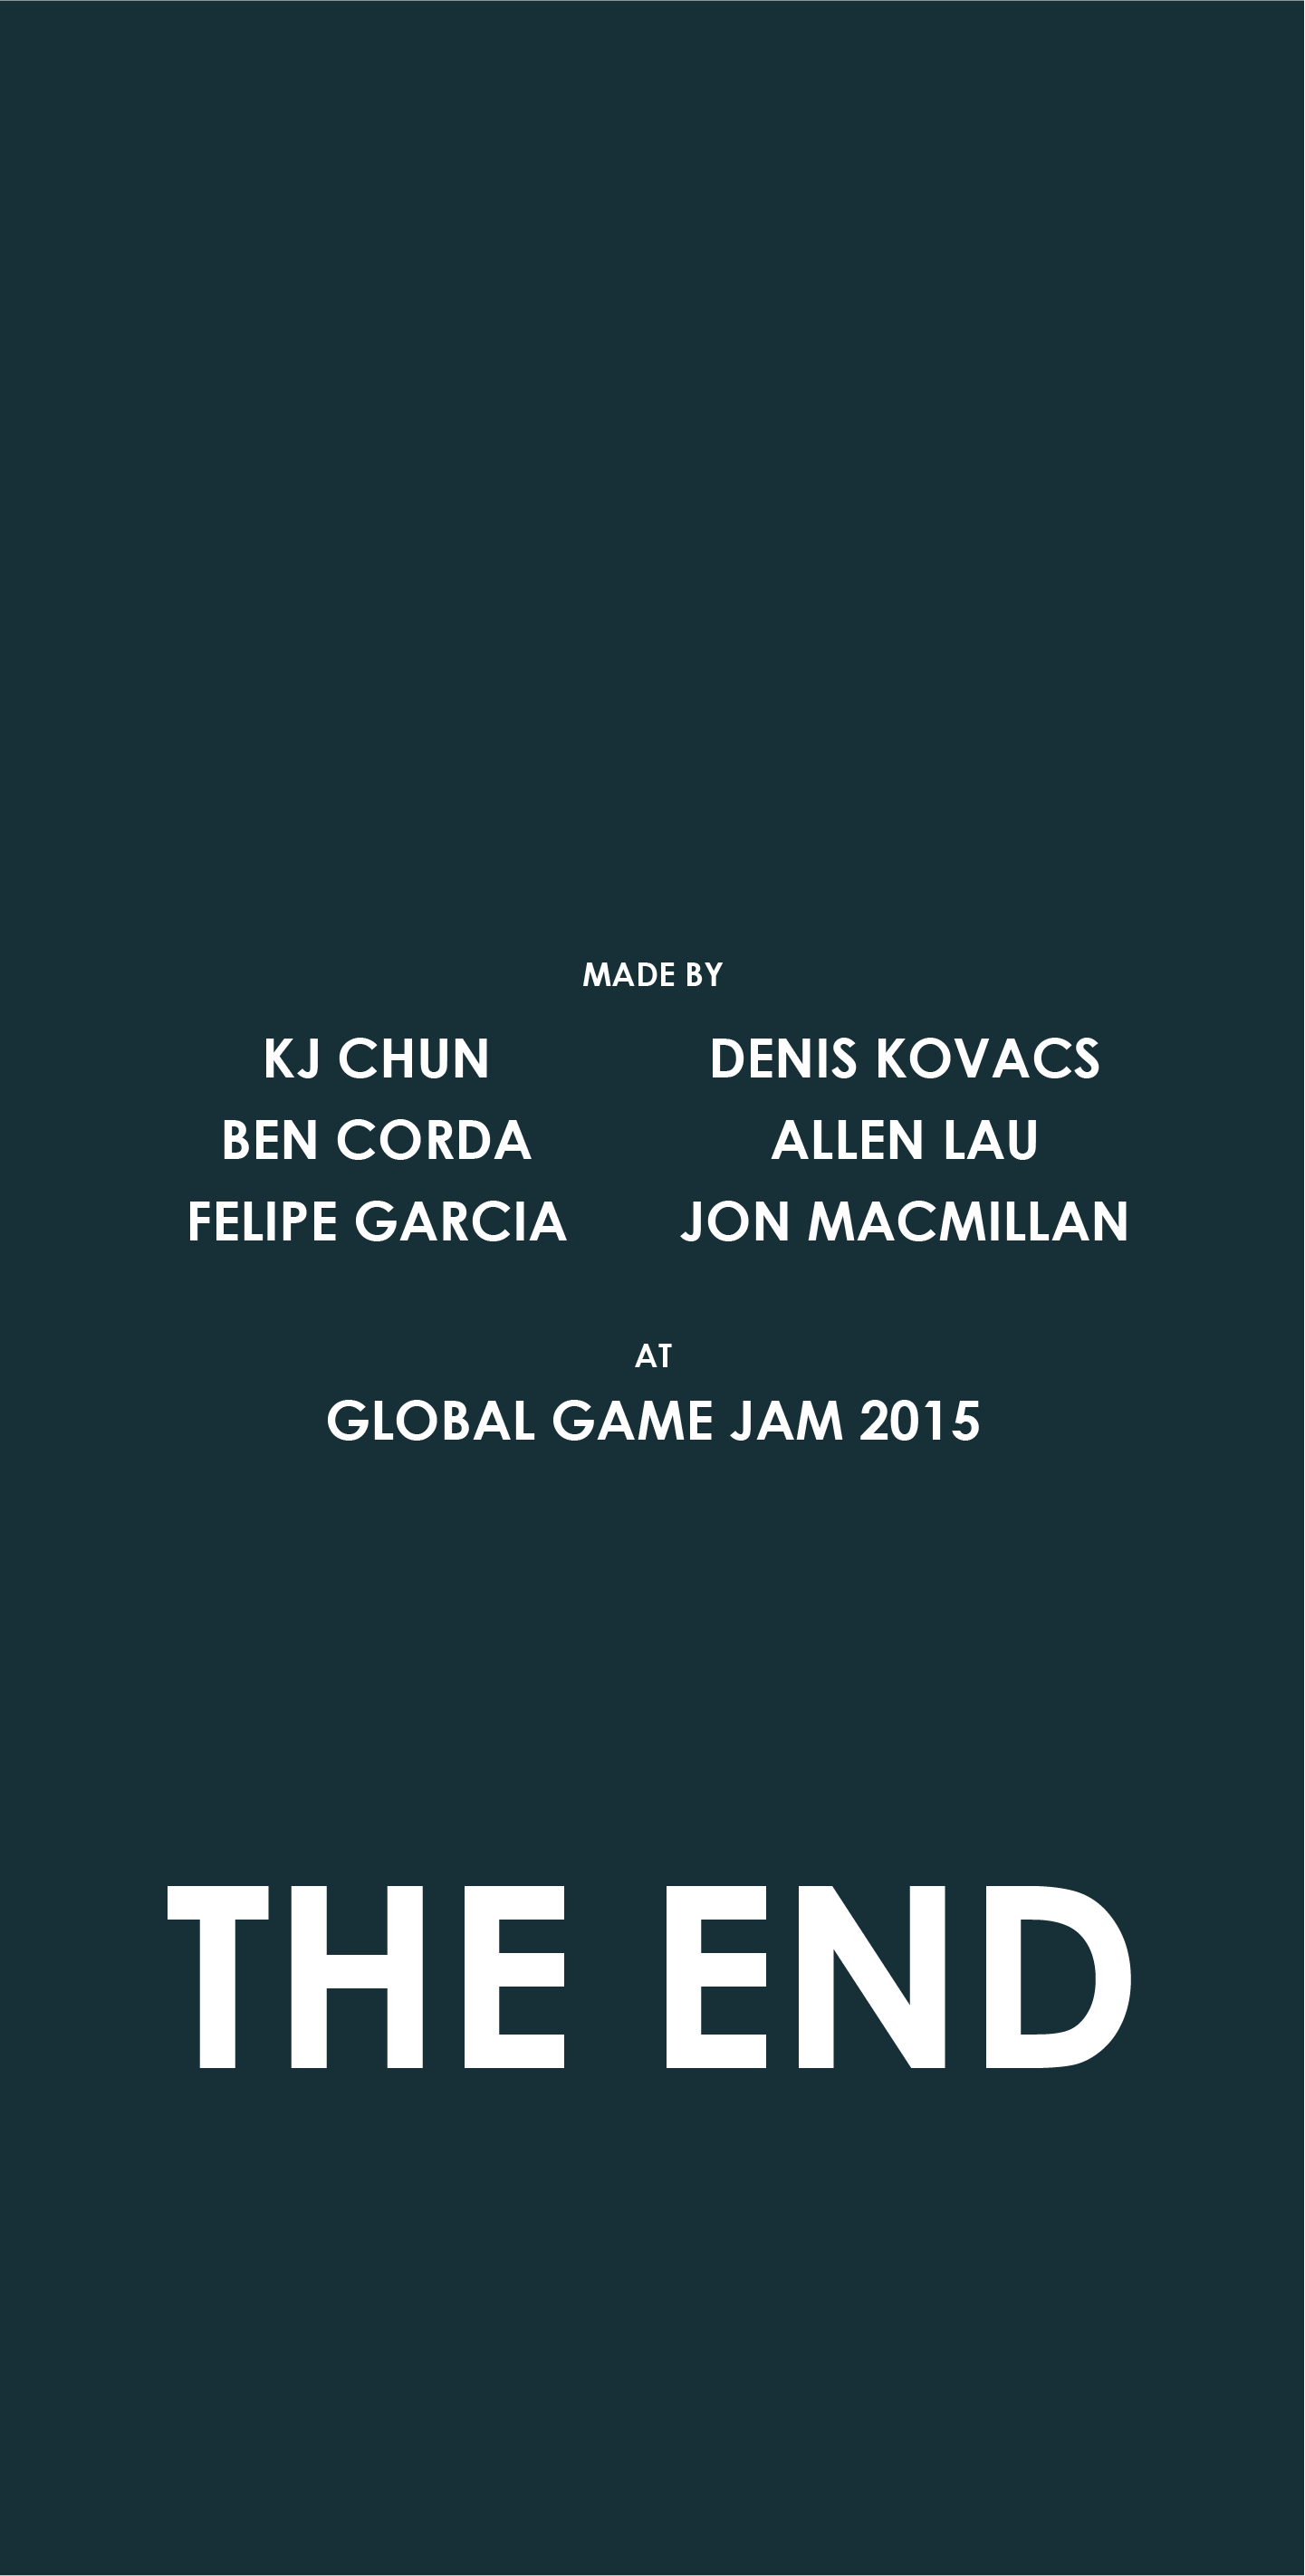 MADE BY
KJ CHUN DENIS KOVACS
BEN CORDA ALLEN LAU
FELIPE GARCIA JON MACMILLAN
AT
GLOBAL GAME JAM 2015
THE END